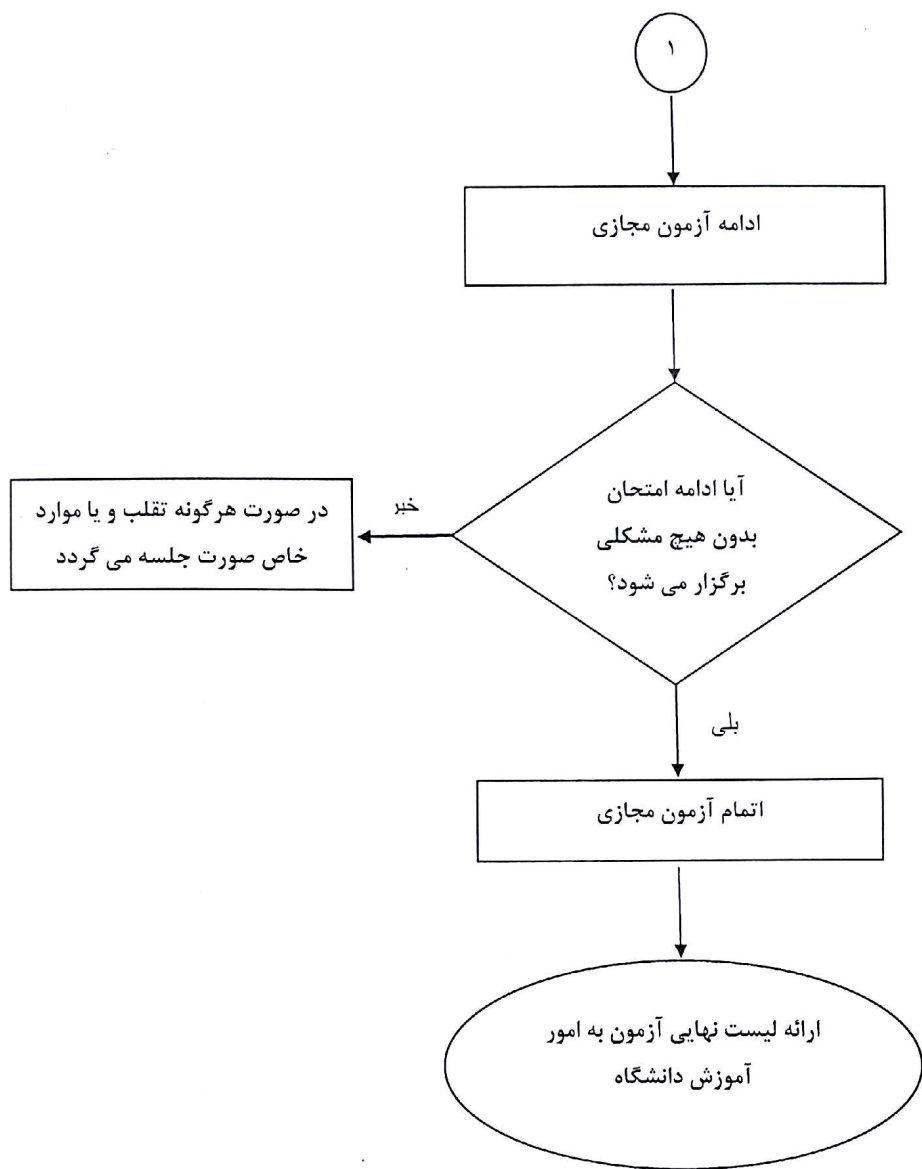 ۱
ادامه آزمون مجازی
آیا ادامه امتحان
بدون هیچ مشکلی
برگزار می شود؟
خیر
در صورت هرگونه تقلب و یا موارد
خاص صورت جلسه می گردد
بلی
اتمام آزمون مجازی
ارائه لیست نهایی آزمون به امور
آموزش دانشگاه